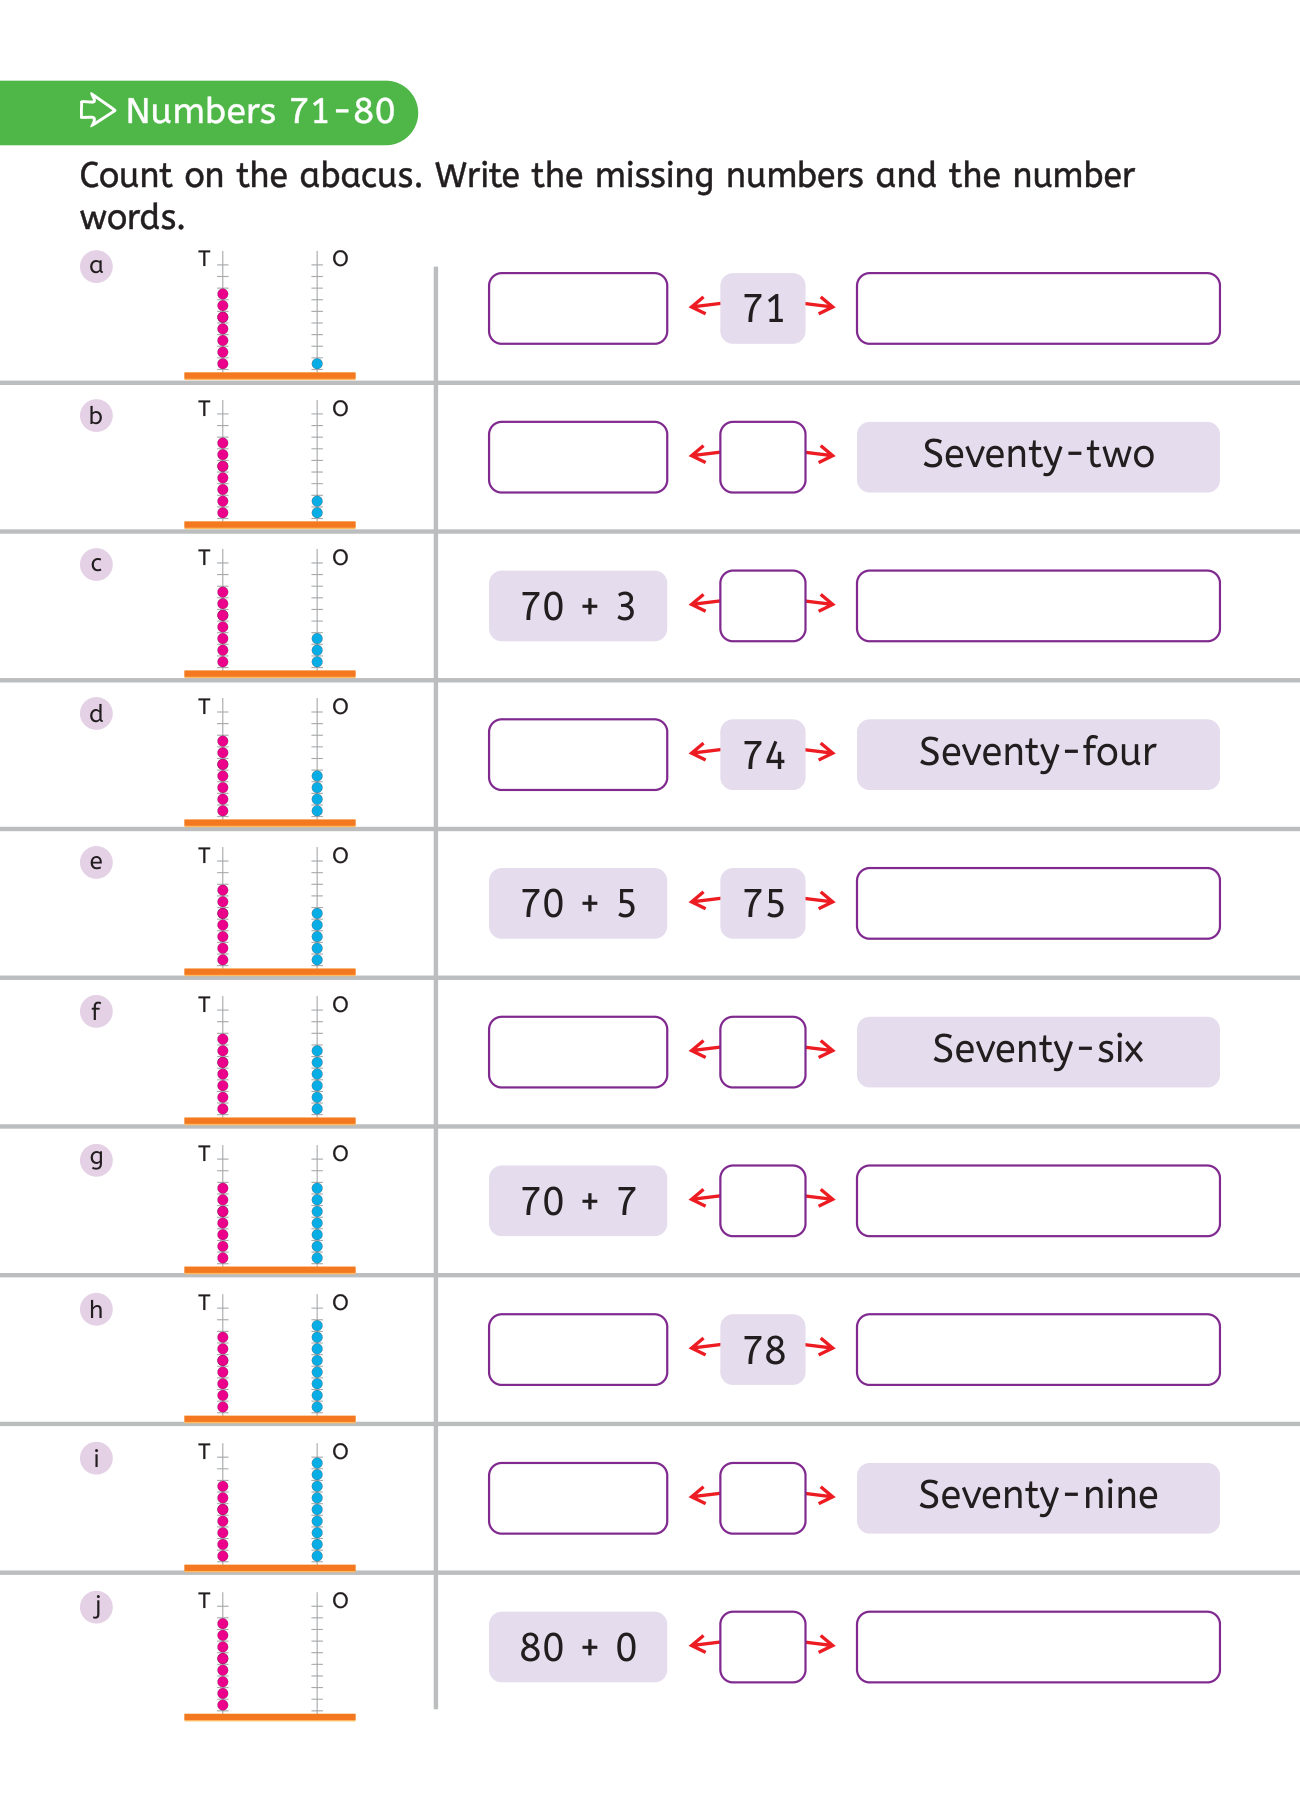 Numbers 71-80
Count on the abacus. Write the missing numbers and the number
words.
a
T O
71
b
T O
Seventy-two
c
T O
70 + 3
d
T O
74 Seventy-four
e
T O
70 + 5 75
f
T O
Seventy-six
g
T O
70 + 7
h
T O
78
i
T O
Seventy-nine
j
T O
80 + 0